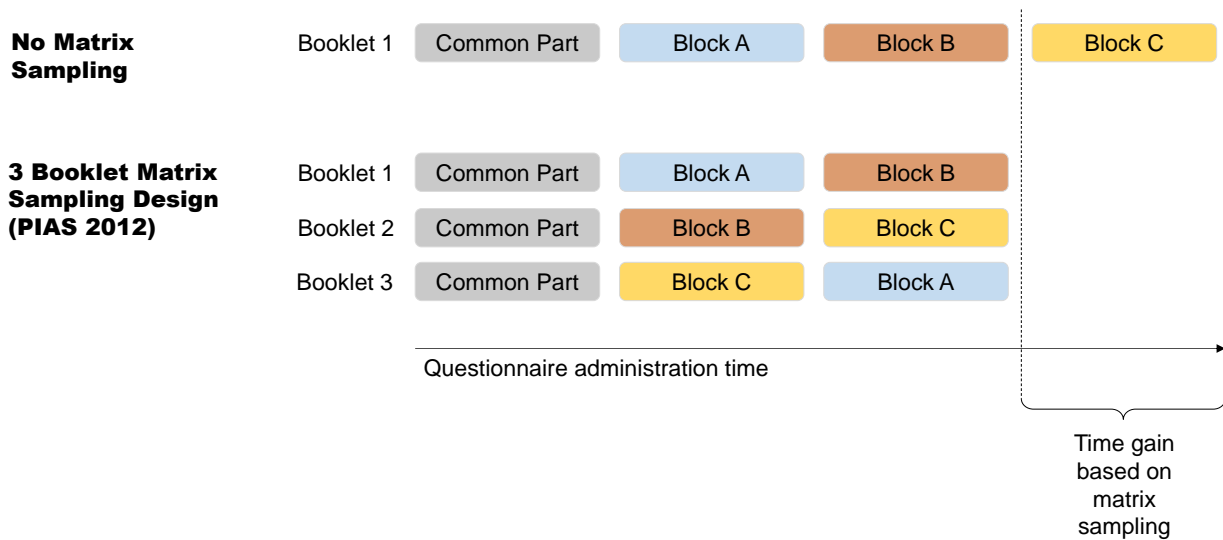 No Matrix
Sampling
Booklet 1 Common Part Block A Block B Block C
3 Booklet Matrix
Sampling Design
(PIAS 2012)
Booklet 1 Common Part Block A Block B
Booklet 2 Common Part Block B Block C
Booklet 3 Common Part Block C Block A
Questionnaire administration time
Time gain
based on
matrix
sampling